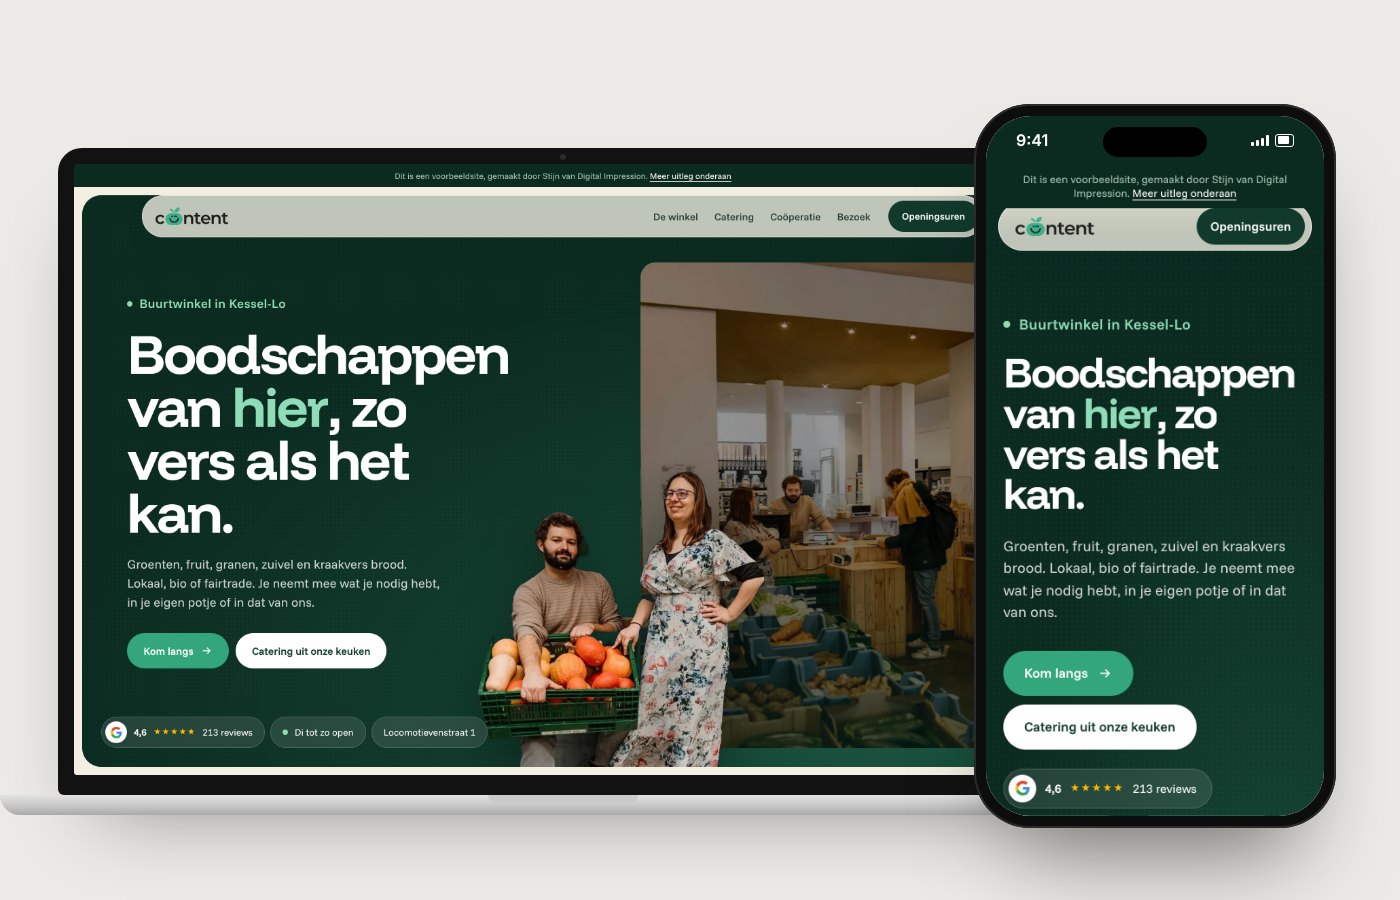 Dit is een voorbeeldsite, gemaakt door Stijn van Digital Impression. Meer uitleg onderaan
content
De winkel Catering Coöperatie Bezoek Openingsuren
Buurtwinkel in Kessel-Lo
Boodschappen
van hier, zo
vers als het
kan.
Groenten, fruit, granen, zuivel en kraakvers brood.
Lokaal, bio of fairtrade. Je neemt mee wat je nodig hebt,
in je eigen potje of in dat van ons.
Kom langs → Catering uit onze keuken
G 4,6 ★★★★★ 213 reviews Di tot zo open Locomotievenstraat 1
9:41
Dit is een voorbeeldsite, gemaakt door Stijn van Digital
Impression. Meer uitleg onderaan
content Openingsuren
Buurtwinkel in Kessel-Lo
Boodschappen
van hier, zo
vers als het
kan.
Groenten, fruit, granen, zuivel en kraakvers
brood. Lokaal, bio of fairtrade. Je neemt mee
wat je nodig hebt, in je eigen potje of in dat
van ons.
Kom langs →
Catering uit onze keuken
G 4,6 ★★★★★ 213 reviews